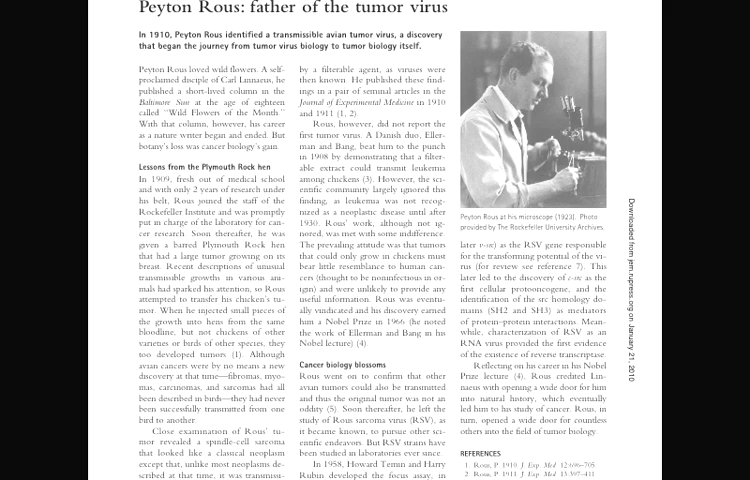 Peyton Rous: father of the tumor virus
In 1910, Peyton Rous identified a transmissible avian tumor virus, a discovery
that began the journey from tumor virus biology to tumor biology itself.
Peyton Rous loved wild flowers. A self-
proclaimed disciple of Carl Linnaeus, he
published a short-lived column in the
Baltimore Sun at the age of eighteen
called “Wild Flowers of the Month.”
With that column, however, his career
as a nature writer began and ended. But
botany’s loss was cancer biology’s gain.
Lessons from the Plymouth Rock hen
In 1909, fresh out of medical school
and with only 2 years of research under
his belt, Rous joined the staff of the
Rockefeller Institute and was promptly
put in charge of the laboratory for can-
cer research. Soon thereafter, he was
given a barred Plymouth Rock hen
that had a large tumor growing on its
breast. Recent descriptions of unusual
transmissible growths in various ani-
mals had sparked his attention, so Rous
attempted to transfer his chicken’s tu-
mor. When he injected small pieces of
the growth into hens from the same
bloodline, but not chickens of other
varieties or birds of other species, they
too developed tumors (1). Although
avian cancers were by no means a new
discovery at that time—fibromas, myo-
mas, carcinomas, and sarcomas had all
been described in birds—they had never
been successfully transmitted from one
bird to another.
Close examination of Rous’ tu-
mor revealed a spindle-cell sarcoma
that looked like a classical neoplasm
except that, unlike most neoplasms de-
scribed at that time, it was transmissi-
by a filterable agent, as viruses were
then known. He published these find-
ings in a pair of seminal articles in the
Journal of Experimental Medicine in 1910
and 1911 (1, 2).
Rous, however, did not report the
first tumor virus. A Danish duo, Eller-
man and Bang, beat him to the punch
in 1908 by demonstrating that a filter-
able extract could transmit leukemia
among chickens (3). However, the sci-
entific community largely ignored this
finding, as leukemia was not recog-
nized as a neoplastic disease until after
1930. Rous’ work, although not ig-
nored, was met with some indifference.
The prevailing attitude was that tumors
that could only grow in chickens must
bear little resemblance to human can-
cers (thought to be noninfectious in or-
igin) and were unlikely to provide any
useful information. Rous was eventu-
ally vindicated and his discovery earned
him a Nobel Prize in 1966 (he noted
the work of Ellerman and Bang in his
Nobel lecture) (4).
Cancer biology blossoms
Rous went on to confirm that other
avian tumors could also be transmitted
and thus the original tumor was not an
oddity (5). Soon thereafter, he left the
study of Rous sarcoma virus (RSV), as
it became known, to pursue other sci-
entific endeavors. But RSV strains have
been studied in laboratories ever since.
In 1958, Howard Temin and Harry
Rubin developed the focus assay, in
Peyton Rous at his microscope (1923). Photo
provided by The Rockefeller University Archives.
later v-src) as the RSV gene responsible
for the transforming potential of the vi-
rus (for review see reference 7). This
later led to the discovery of c-src as the
first cellular protooncogene, and the
identification of the src homology do-
mains (SH2 and SH3) as mediators
of protein–protein interactions. Mean-
while, characterization of RSV as an
RNA virus provided the first evidence
of the existence of reverse transcriptase.
Reflecting on his career in his Nobel
Prize lecture (4), Rous credited Lin-
naeus with opening a wide door for him
into natural history, which eventually
led him to his study of cancer. Rous, in
turn, opened a wide door for countless
others into the field of tumor biology.
REFERENCES
1. Rous, P. 1910 J. Exp. Med. 12:696–705.
2. Rous, P. 1911 J. Exp. Med. 13:397–411.
Downloaded from jem.rupress.org on January 21, 2010